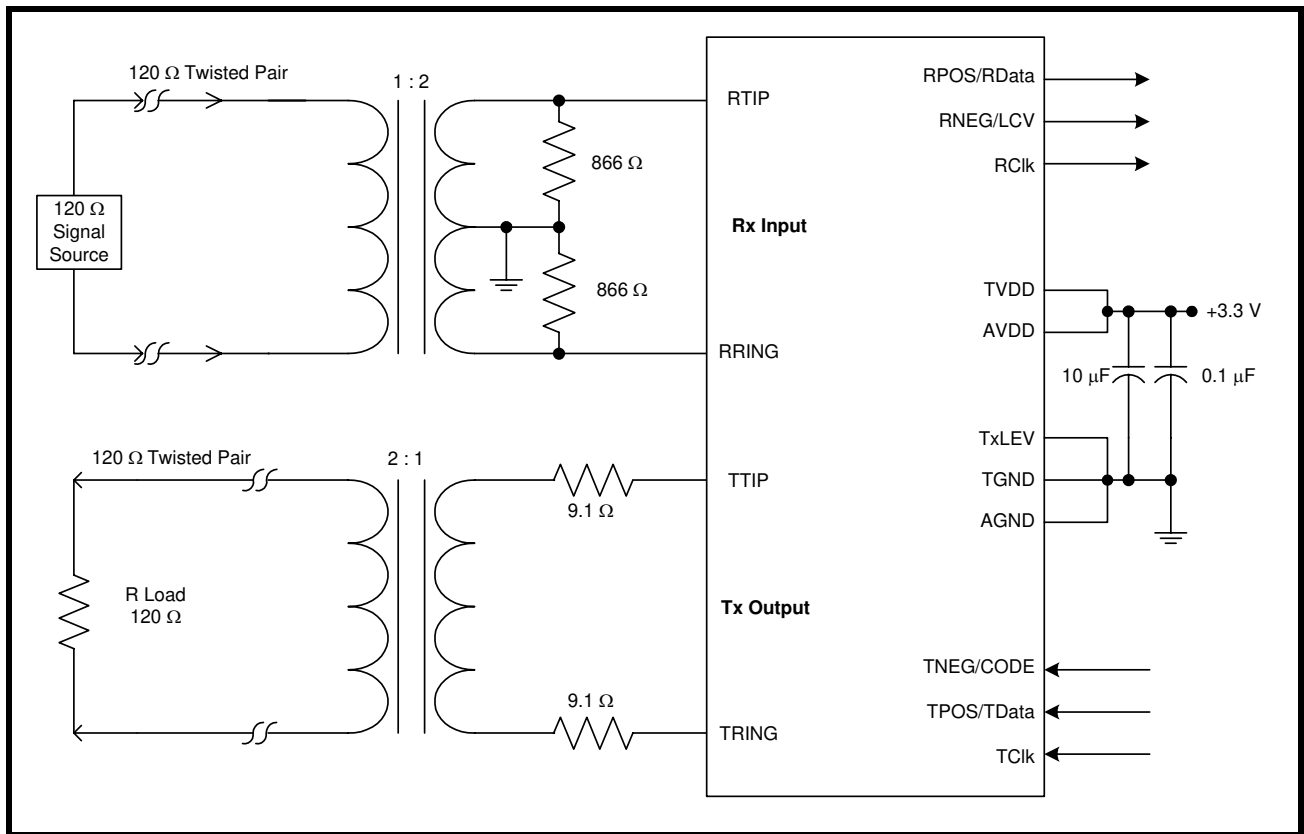 120 Ω Twisted Pair
1 : 2
120 Ω
Signal
Source
866 Ω
866 Ω
RTIP
Rx Input
RRING
RPOS/RData
RNEG/LCV
RClk
TVDD
AVDD
+3.3 V
10 μF
0.1 μF
TxLEV
TGND
AGND
120 Ω Twisted Pair
2 : 1
R Load
120 Ω
9.1 Ω
9.1 Ω
TTIP
Tx Output
TRING
TNEG/CODE
TPOS/TData
TClk